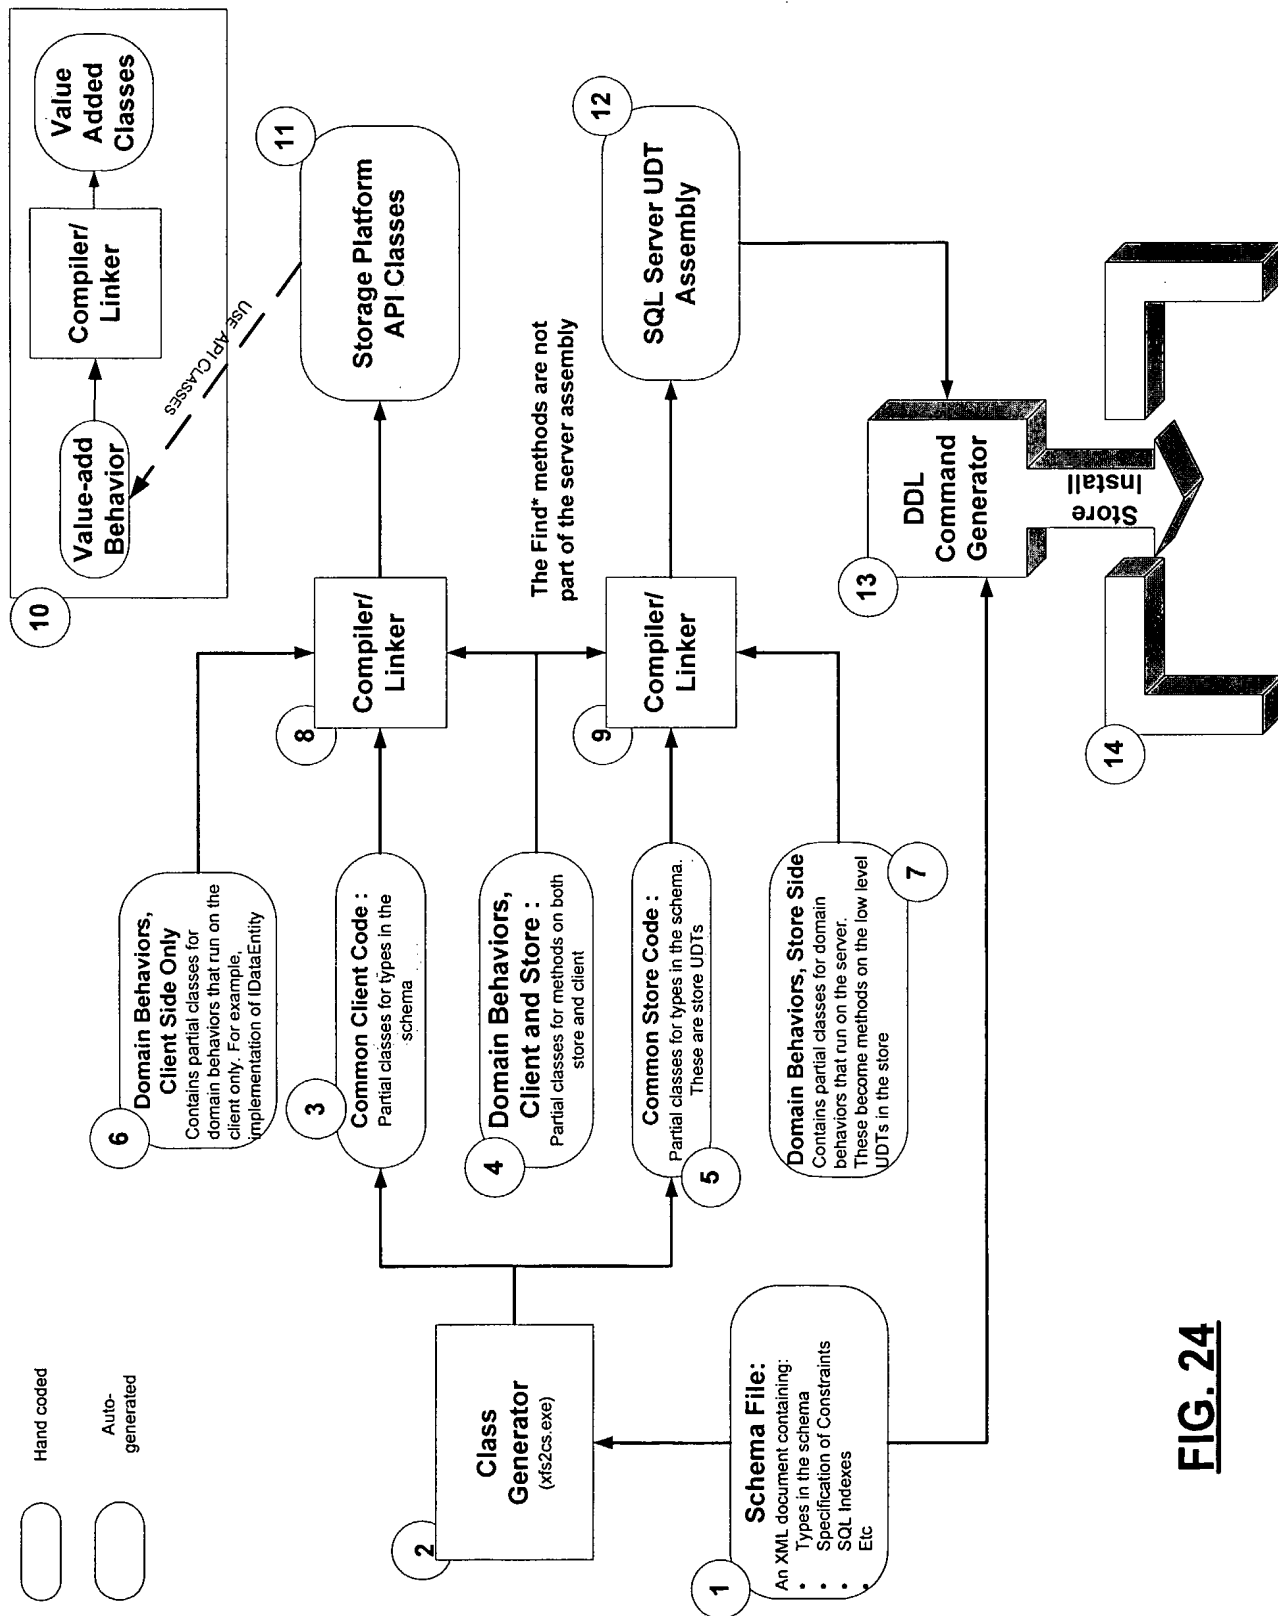 Hand coded
Auto-
generated
6
Domain Behaviors,
Client Side Only
Contains partial classes for
domain behaviors that run on the
client only. For example,
implementation of IDataEntity
10
Value-add
Behavior
Compiler/
Linker
Value
Added
Classes
USE API CLASSES
3
Common Client Code :
Partial classes for types in the
schema
8
Compiler/
Linker
11
Storage Platform
API Classes
2
Class
Generator
(xfs2cs.exe)
4
Domain Behaviors,
Client and Store :
Partial classes for methods on both
store and client
The Find* methods are not
part of the server assembly
5
Common Store Code :
Partial classes for types in the schema.
These are store UDTs
9
Compiler/
Linker
12
SQL Server UDT
Assembly
1
Schema File:
An XML document containing:
• Types in the schema
• Specification of Constraints
• SQL Indexes
• Etc
Domain Behaviors, Store Side
Contains partial classes for domain
behaviors that run on the server.
These become methods on the low level
UDTs in the store
7
13
DDL
Command
Generator
Store
Install
14
FIG. 24